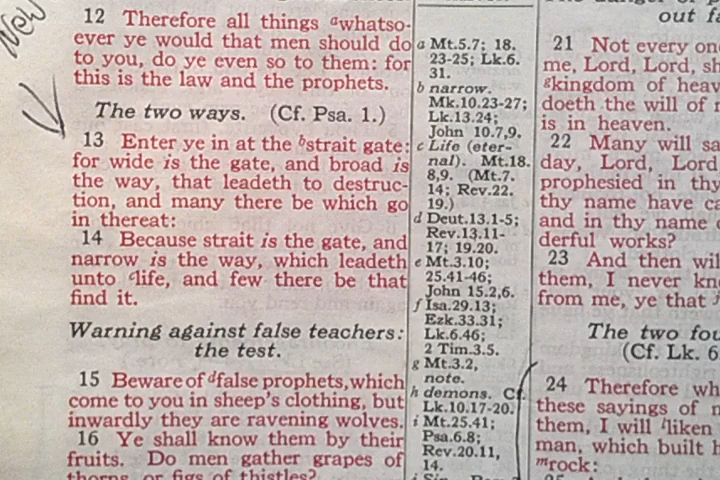 New
12 Therefore all things ᵃwhatso-
ever ye would that men should do
to you, do ye even so to them: for
this is the law and the prophets.
The two ways. (Cf. Psa. 1.)
13 Enter ye in at the ᵇstrait gate:
for wide is the gate, and broad is
the way, that leadeth to destruc-
tion, and many there be which go
in thereat:
14 Because strait is the gate, and
narrow is the way, which leadeth
unto ᶜlife, and few there be that
find it.
Warning against false teachers:
the test.
15 Beware of ᵈfalse prophets, which
come to you in sheep's clothing, but
inwardly they are ravening wolves.
16 Ye shall know them by their
fruits. Do men gather grapes of
thorns, or figs of thistles?
a Mt.5.7; 18.
23-25; Lk.6.
31.
b narrow.
Mk.10.23-27;
Lk.13.24;
John 10.7,9.
c Life (eter-
nal). Mt.18.
8,9. (Mt.7.
14; Rev.22.
19.)
d Deut.13.1-5;
Rev.13.11-
17; 19.20.
e Mt.3.10;
25.41-46;
John 15.2,6.
f Isa.29.13;
Ezk.33.31;
Lk.6.46;
2 Tim.3.5.
g Mt.3.2,
note.
h demons. Cf.
Lk.10.17-20.
i Mt.25.41;
Psa.6.8;
Rev.20.11,
14.
out
21 Not every one
me, Lord, Lord, sh
ᵍkingdom of heav
doeth the will of
is in heaven.
22 Many will sa
day, Lord, Lord
prophesied in thy
thy name have ca
and in thy name
derful works?
23 And then wil
them, I never kn
from me, ye that
The two fou
(Cf. Lk. 6
24 Therefore wh
these sayings of
them, I will ˡliken
man, which built h
ᵐrock: